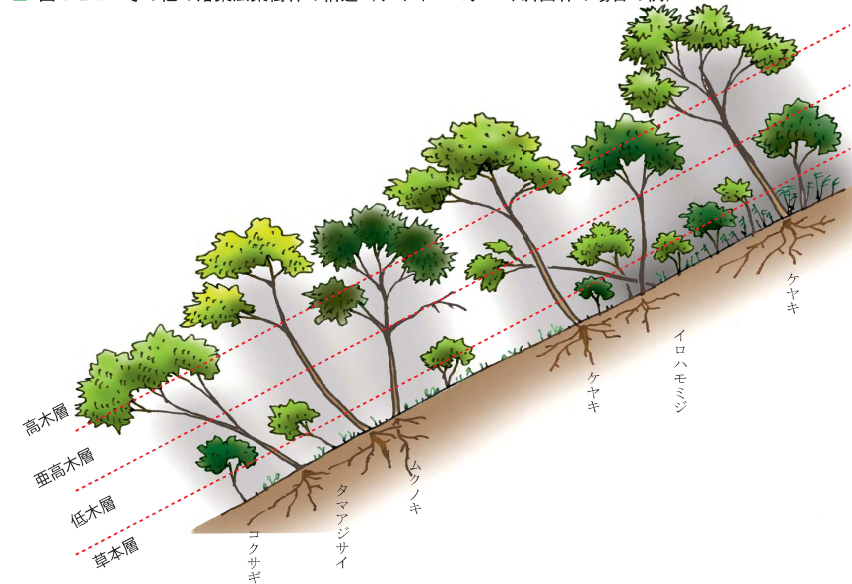 高木層
亜高木層
低木層
草本層
コクサギ
タマアジサイ
ムクノキ
ケヤキ
イロハモミジ
ケヤキ